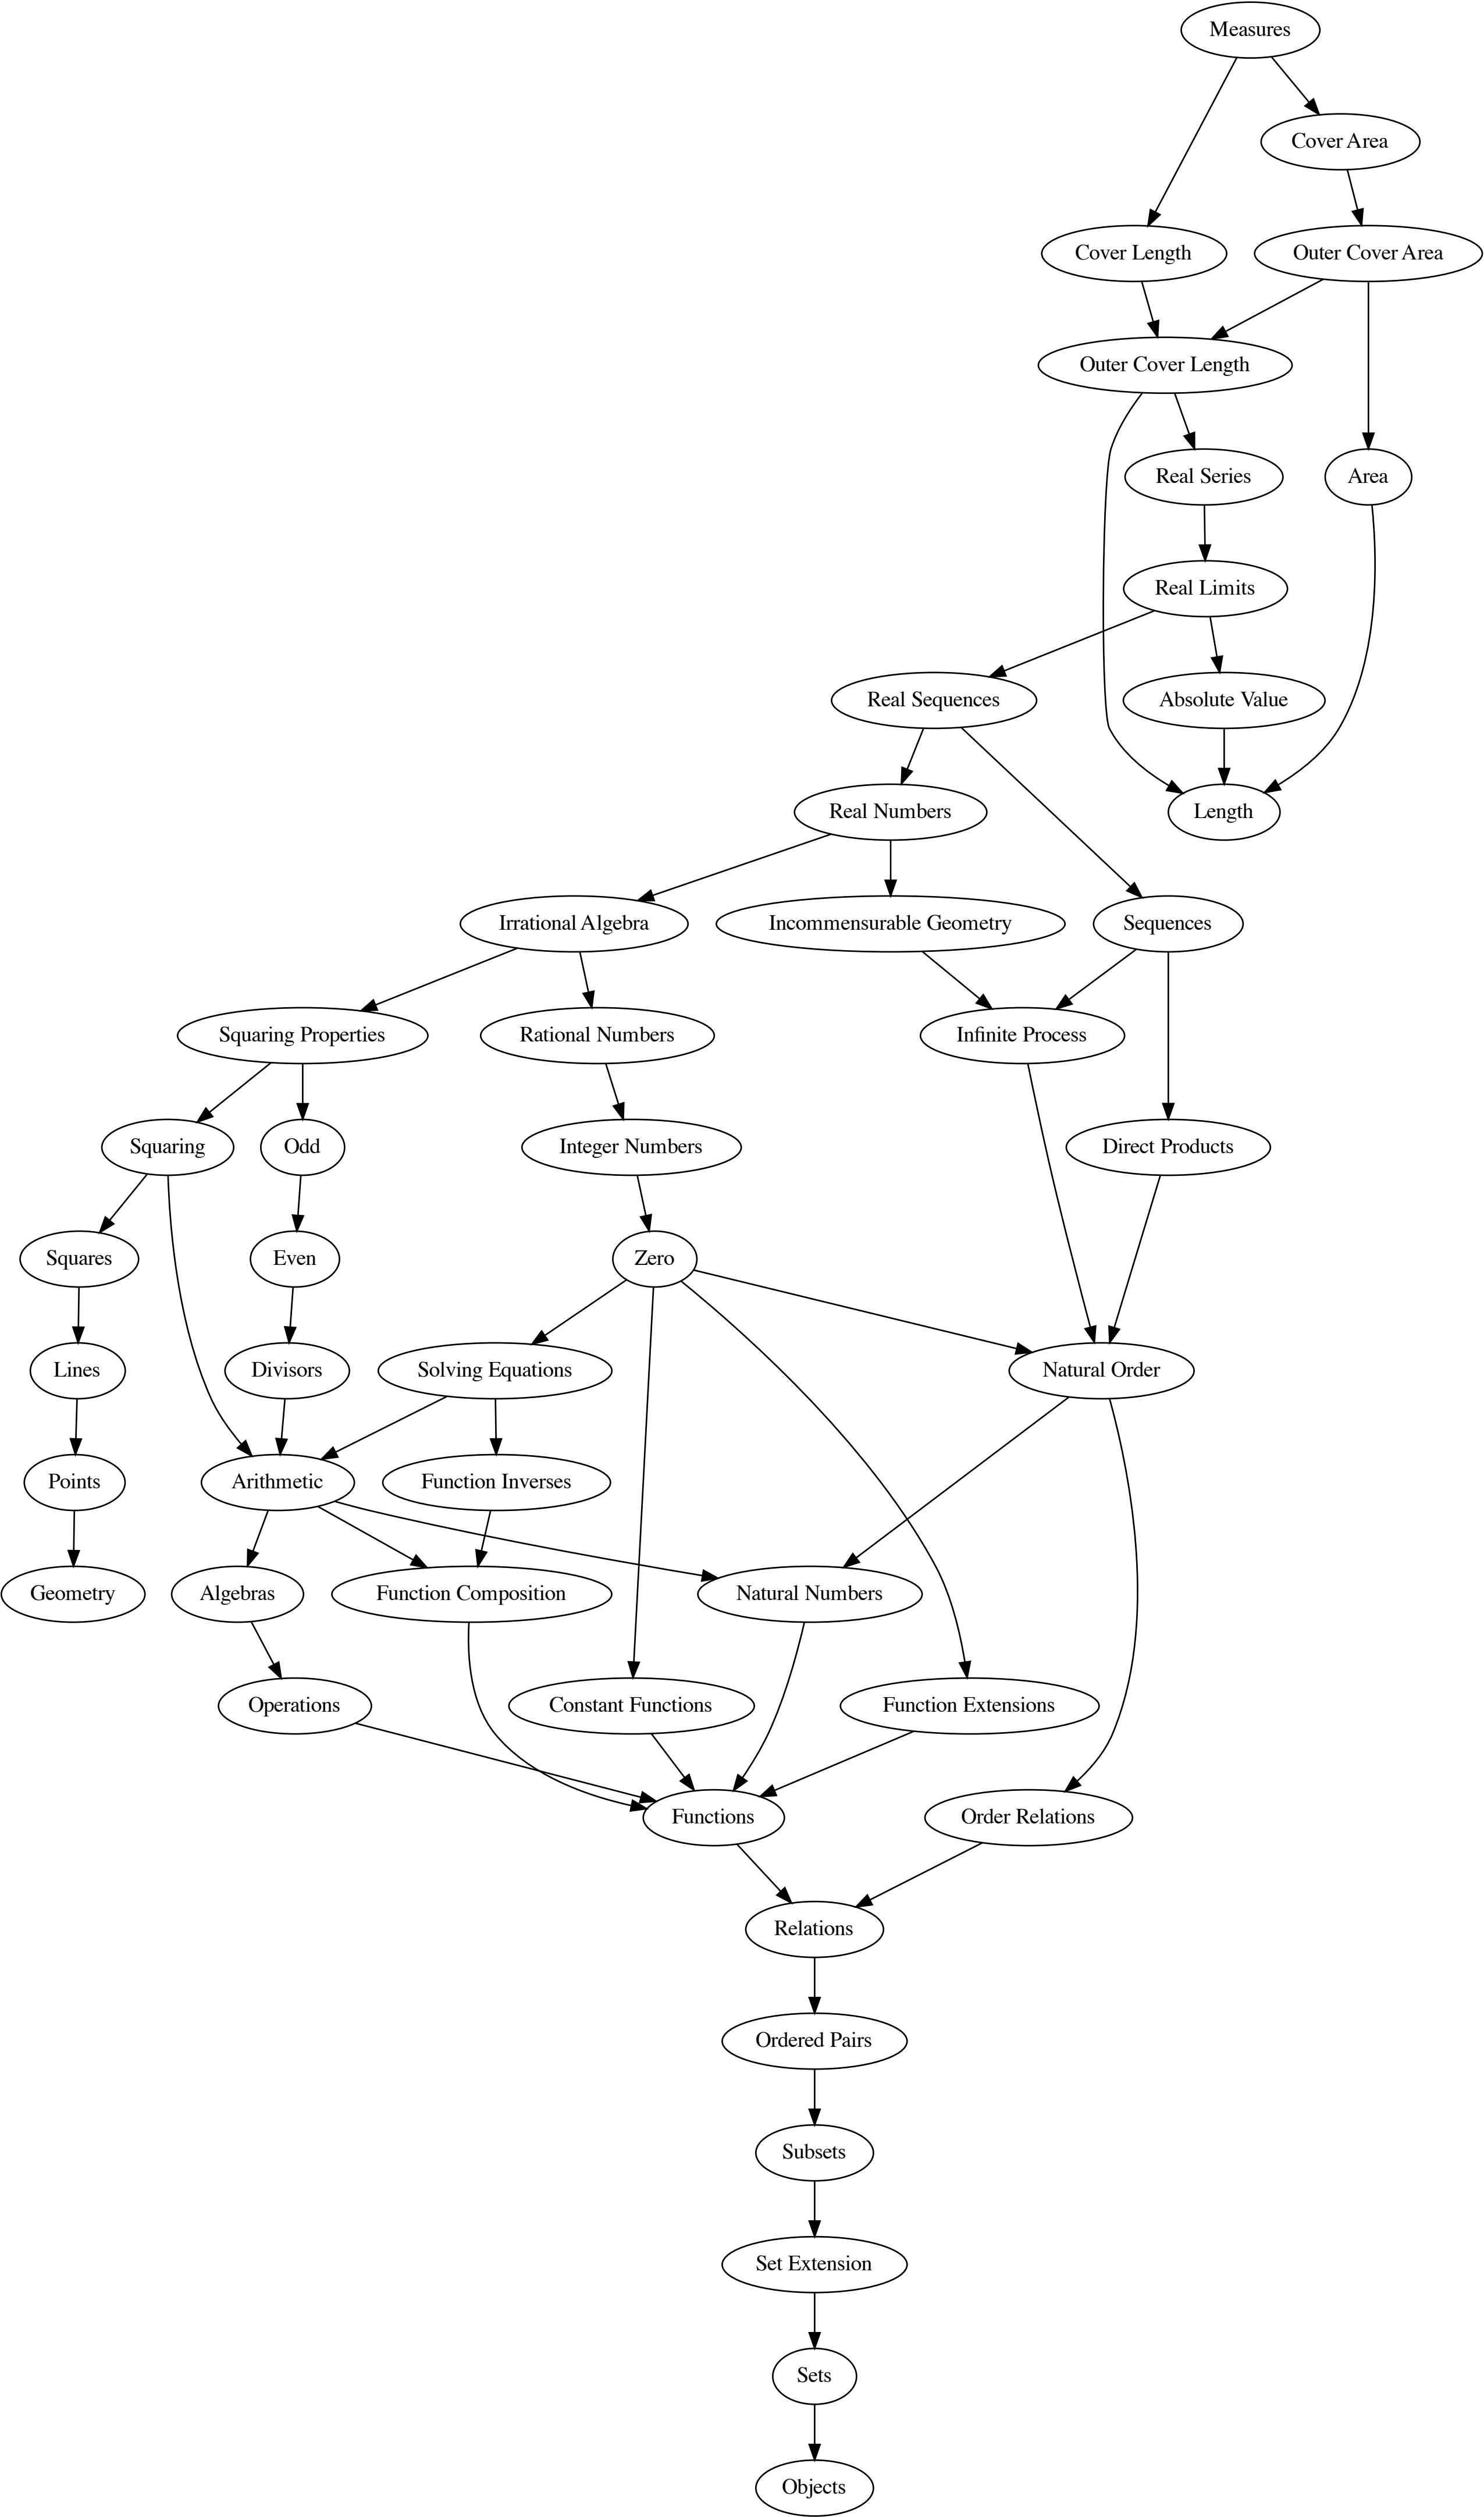 Measures
Cover Area
Cover Length
Outer Cover Area
Outer Cover Length
Real Series
Area
Real Limits
Real Sequences
Absolute Value
Real Numbers
Length
Irrational Algebra
Incommensurable Geometry
Sequences
Squaring Properties
Rational Numbers
Infinite Process
Squaring
Odd
Integer Numbers
Direct Products
Squares
Even
Zero
Lines
Divisors
Solving Equations
Natural Order
Points
Arithmetic
Function Inverses
Geometry
Algebras
Function Composition
Natural Numbers
Operations
Constant Functions
Function Extensions
Functions
Order Relations
Relations
Ordered Pairs
Subsets
Set Extension
Sets
Objects